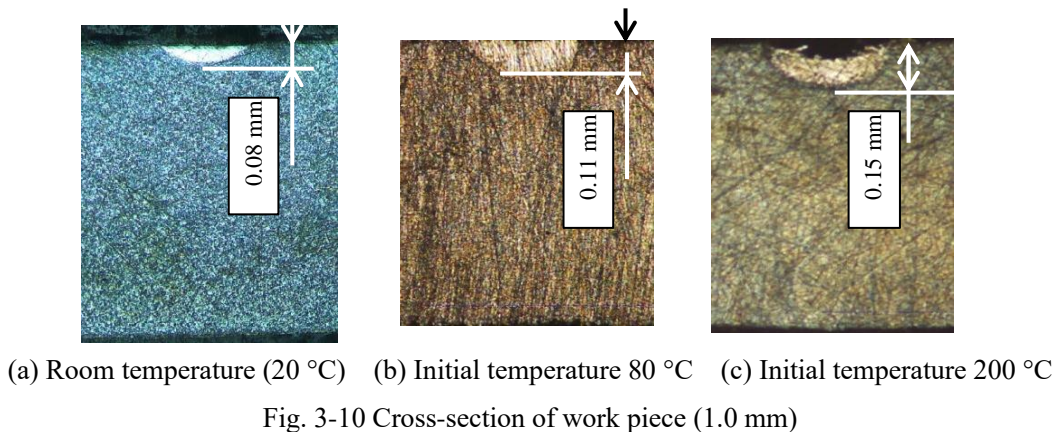 0.08 mm
0.11 mm
0.15 mm
(a) Room temperature (20 °C) (b) Initial temperature 80 °C (c) Initial temperature 200 °C
Fig. 3-10 Cross-section of work piece (1.0 mm)